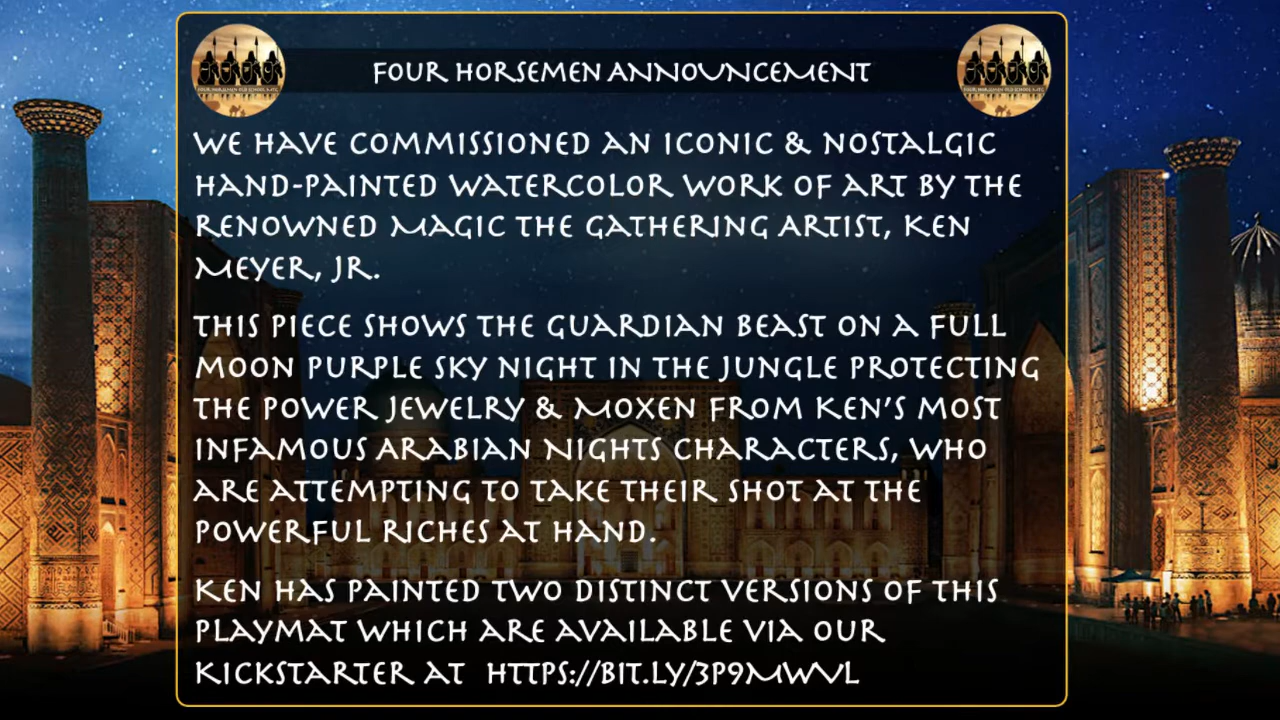 FOUR HORSEMEN ANNOUNCEMENT
WE HAVE COMMISSIONED AN ICONIC & NOSTALGIC
HAND-PAINTED WATERCOLOR WORK OF ART BY THE
RENOWNED MAGIC THE GATHERING ARTIST, KEN
MEYER, JR.
THIS PIECE SHOWS THE GUARDIAN BEAST ON A FULL
MOON PURPLE SKY NIGHT IN THE JUNGLE PROTECTING
THE POWER JEWELRY & MOXEN FROM KEN'S MOST
INFAMOUS ARABIAN NIGHTS CHARACTERS, WHO
ARE ATTEMPTING TO TAKE THEIR SHOT AT THE
POWERFUL RICHES AT HAND.
KEN HAS PAINTED TWO DISTINCT VERSIONS OF THIS
PLAYMAT WHICH ARE AVAILABLE VIA OUR
KICKSTARTER AT HTTPS://BIT.LY/3P9MWVL